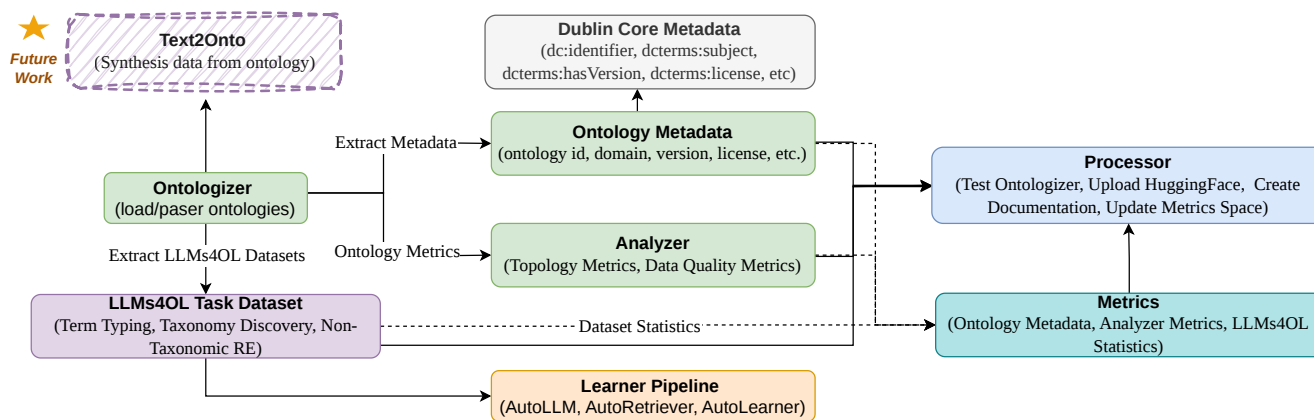 Future
Work
Text2Onto
(Synthesis data from ontology)
Dublin Core Metadata
(dc:identifier, dcterms:subject,
dcterms:hasVersion, dcterms:license, etc)
Extract Metadata
Ontology Metadata
(ontology id, domain, version, license, etc.)
Ontologizer
(load/paser ontologies)
Processor
(Test Ontologizer, Upload HuggingFace, Create
Documentation, Update Metrics Space)
Extract LLMs4OL Datasets
Ontology Metrics
Analyzer
(Topology Metrics, Data Quality Metrics)
LLMs4OL Task Dataset
(Term Typing, Taxonomy Discovery, Non-
Taxonomic RE)
Dataset Statistics
Metrics
(Ontology Metadata, Analyzer Metrics, LLMs4OL
Statistics)
Learner Pipeline
(AutoLLM, AutoRetriever, AutoLearner)